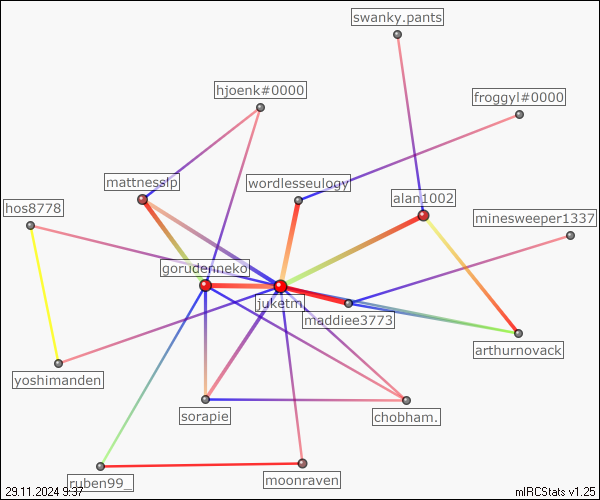 swanky.pants
hjoenk#0000
froggyl#0000
mattnesslp
wordlesseulogy
alan1002
hos8778
minesweeper1337
gorudenneko
juketm
maddiee3773
arthurnovack
yoshimanden
sorapie
chobham.
ruben99_
moonraven
29.11.2024 9:37
mIRCStats v1.25